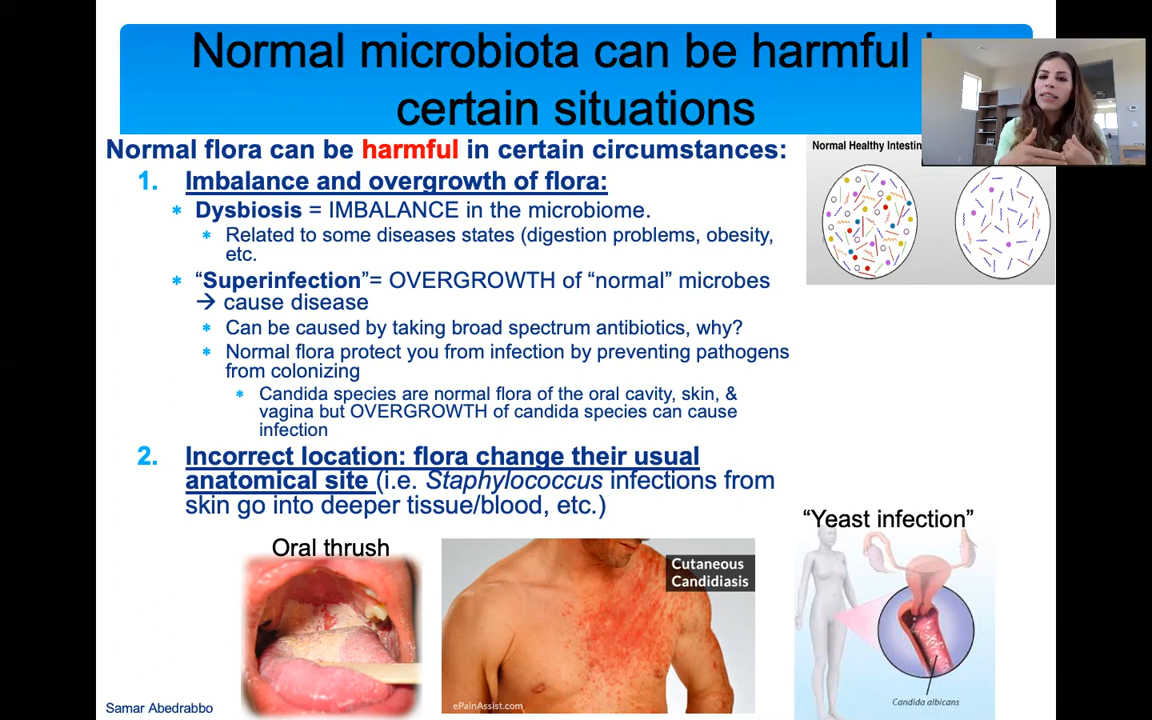 Normal microbiota can be harmful
certain situations
Normal flora can be harmful in certain circumstances:
1. Imbalance and overgrowth of flora:
* Dysbiosis = IMBALANCE in the microbiome.
* Related to some diseases states (digestion problems, obesity,
etc.
* “Superinfection”= OVERGROWTH of “normal” microbes
→ cause disease
* Can be caused by taking broad spectrum antibiotics, why?
* Normal flora protect you from infection by preventing pathogens
from colonizing
* Candida species are normal flora of the oral cavity, skin, &
vagina but OVERGROWTH of candida species can cause
infection
2. Incorrect location: flora change their usual
anatomical site (i.e. Staphylococcus infections from
skin go into deeper tissue/blood, etc.)
Normal Healthy
“Yeast infection”
Oral thrush
Cutaneous
Candidiasis
ePainAssist.com
Candida albicans
Samar Abedrabbo